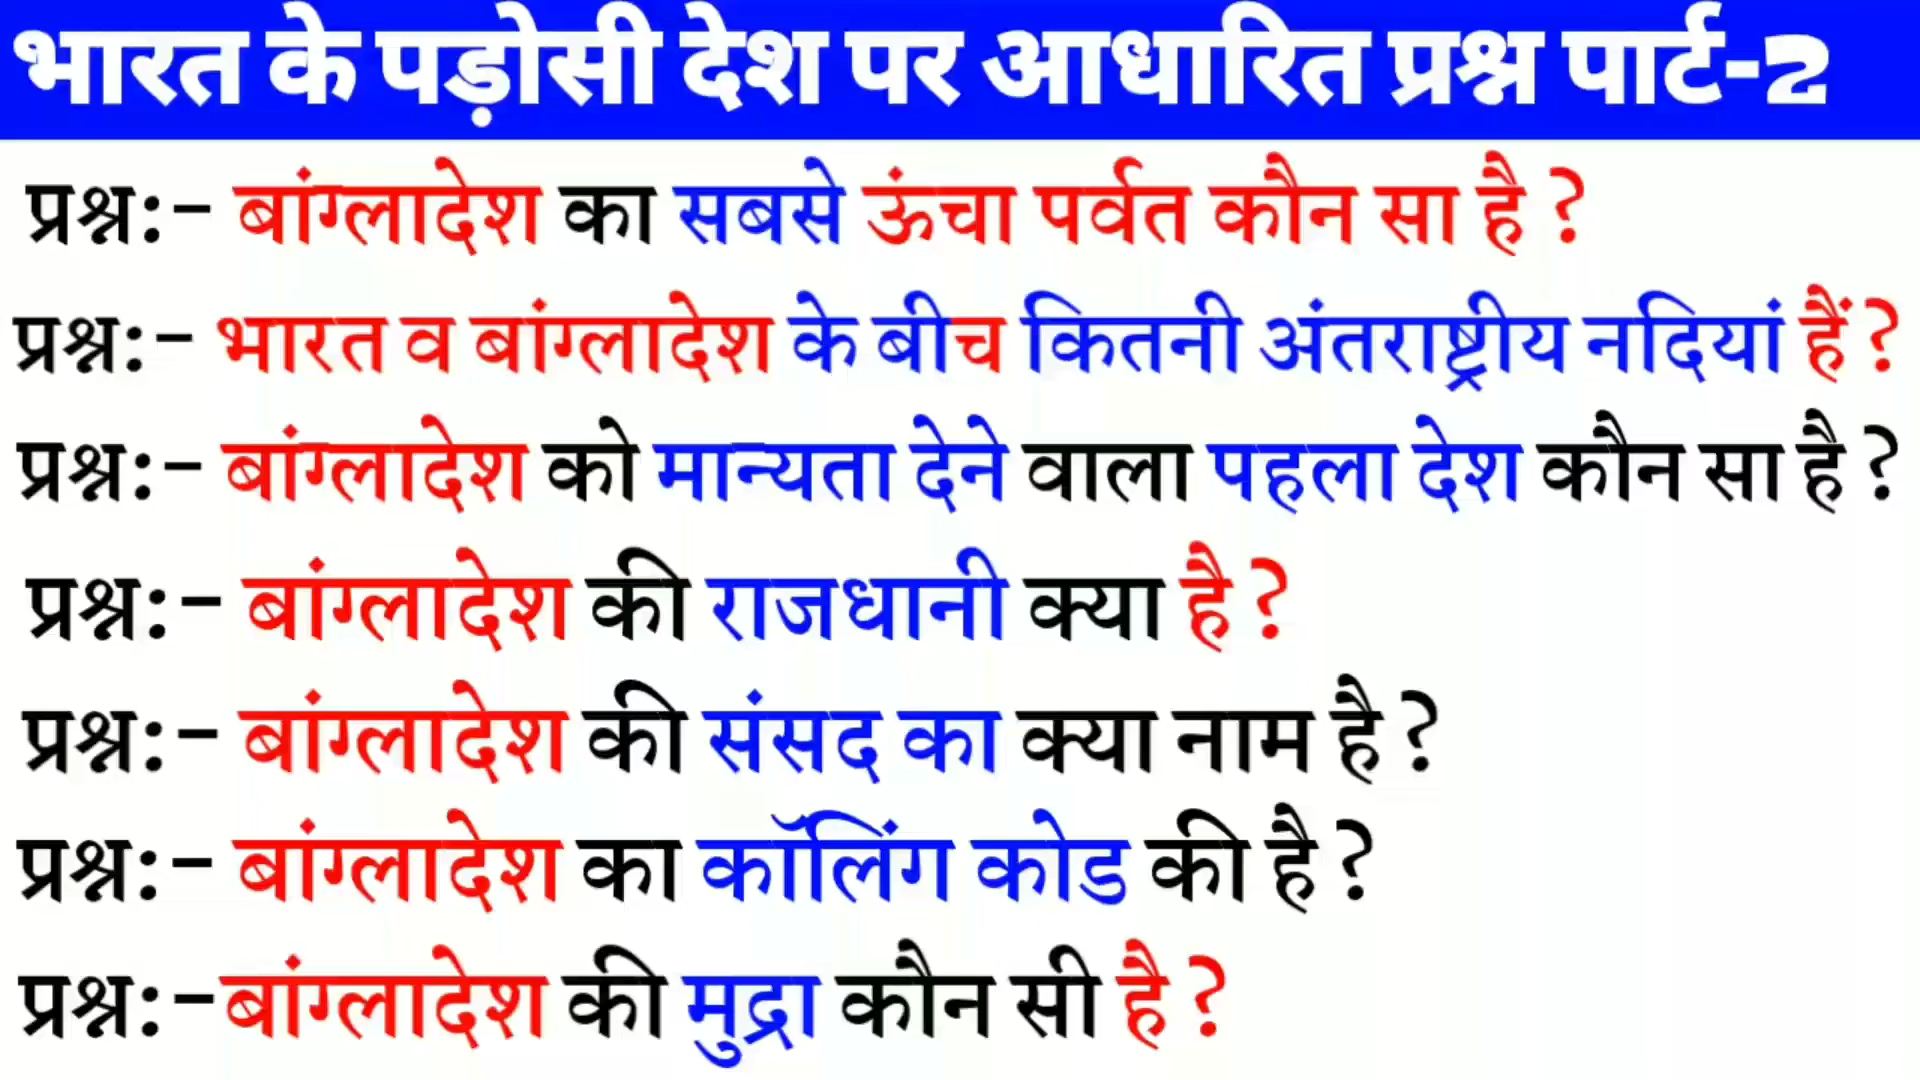 भारत के पड़ोसी देश पर आधारित प्रश्न पार्ट-2
प्रश्न:- बांग्लादेश का सबसे ऊंचा पर्वत कौन सा है ?
प्रश्न:- भारत व बांग्लादेश के बीच कितनी अंतराष्ट्रीय नदियां हैं ?
प्रश्न:- बांग्लादेश को मान्यता देने वाला पहला देश कौन सा है ?
प्रश्न:- बांग्लादेश की राजधानी क्या है ?
प्रश्न:- बांग्लादेश की संसद का क्या नाम है ?
प्रश्न:- बांग्लादेश का कॉलिंग कोड की है ?
प्रश्न:-बांग्लादेश की मुद्रा कौन सी है ?